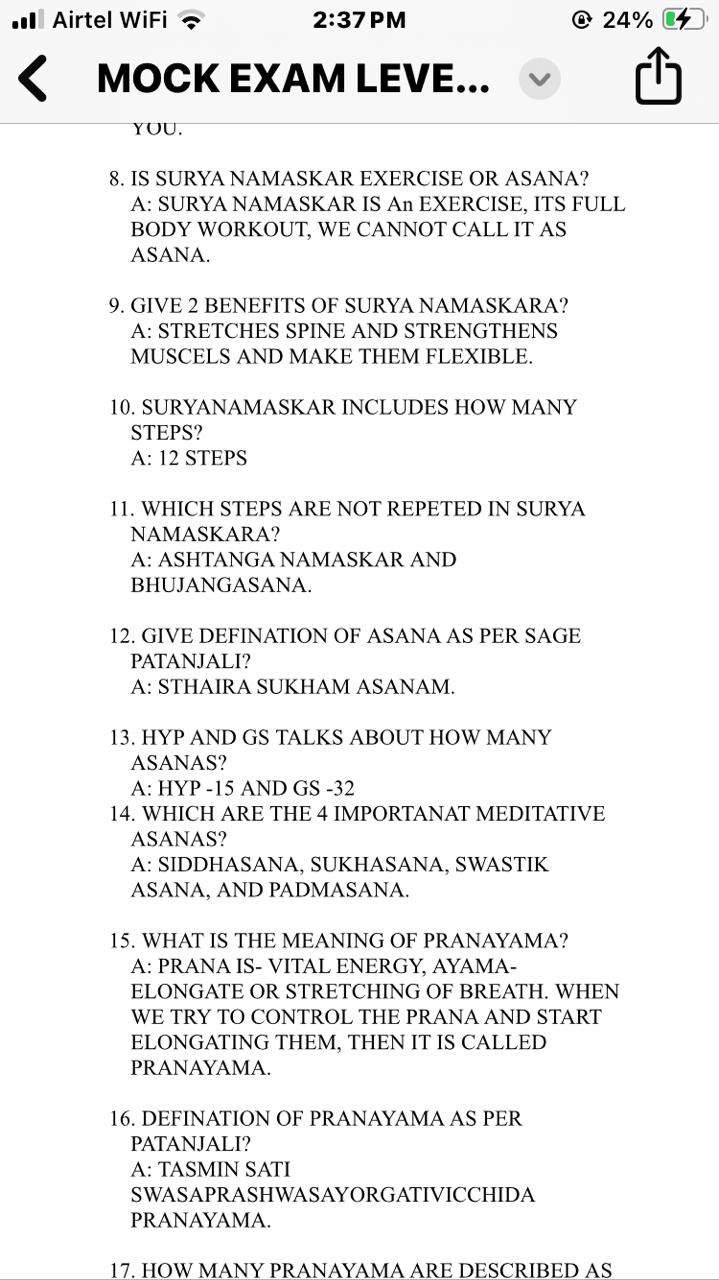 Airtel WiFi 2:37 PM 24%
MOCK EXAM LEVE...
YOU.
8. IS SURYA NAMASKAR EXERCISE OR ASANA?
A: SURYA NAMASKAR IS An EXERCISE, ITS FULL
BODY WORKOUT, WE CANNOT CALL IT AS
ASANA.
9. GIVE 2 BENEFITS OF SURYA NAMASKARA?
A: STRETCHES SPINE AND STRENGTHENS
MUSCELS AND MAKE THEM FLEXIBLE.
10. SURYANAMASKAR INCLUDES HOW MANY
STEPS?
A: 12 STEPS
11. WHICH STEPS ARE NOT REPETED IN SURYA
NAMASKARA?
A: ASHTANGA NAMASKAR AND
BHUJANGASANA.
12. GIVE DEFINATION OF ASANA AS PER SAGE
PATANJALI?
A: STHAIRA SUKHAM ASANAM.
13. HYP AND GS TALKS ABOUT HOW MANY
ASANAS?
A: HYP -15 AND GS -32
14. WHICH ARE THE 4 IMPORTANAT MEDITATIVE
ASANAS?
A: SIDDHASANA, SUKHASANA, SWASTIK
ASANA, AND PADMASANA.
15. WHAT IS THE MEANING OF PRANAYAMA?
A: PRANA IS- VITAL ENERGY, AYAMA-
ELONGATE OR STRETCHING OF BREATH. WHEN
WE TRY TO CONTROL THE PRANA AND START
ELONGATING THEM, THEN IT IS CALLED
PRANAYAMA.
16. DEFINATION OF PRANAYAMA AS PER
PATANJALI?
A: TASMIN SATI
SWASAPRASHWASAYORGATIVICCHIDA
PRANAYAMA.
17. HOW MANY PRANAYAMA ARE DESCRIBED AS